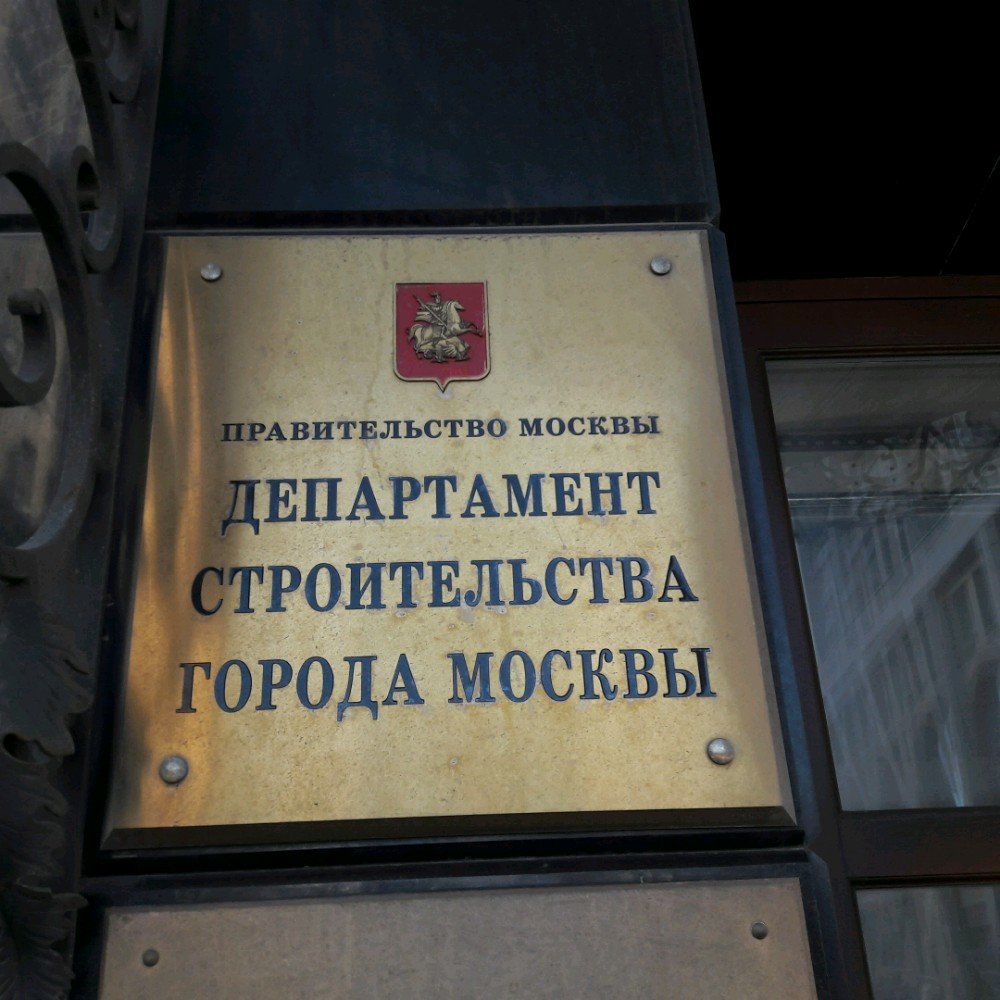 ПРАВИТЕЛЬСТВО МОСКВЫ
ДЕПАРТАМЕНТ
СТРОИТЕЛЬСТВА
ГОРОДА МОСКВЫ